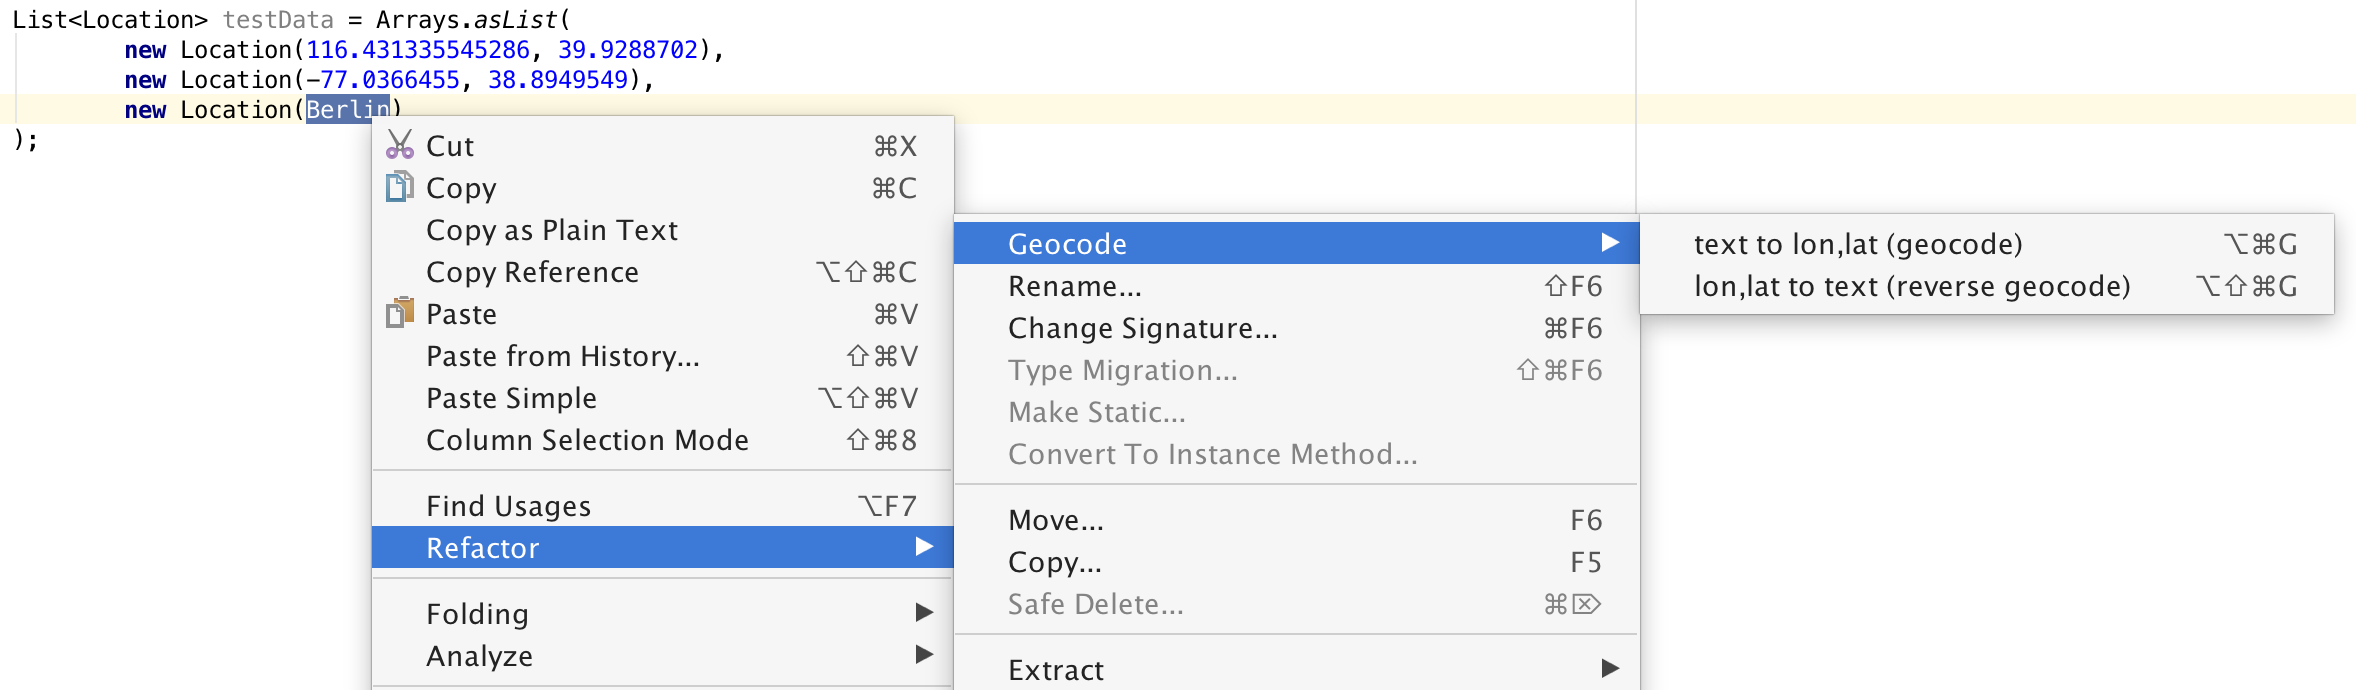 List<Location> testData = Arrays.asList(
new Location(116.431335545286, 39.9288702),
new Location(-77.0366455, 38.8949549),
new Location(Berlin)
);
Cut ⌘X
Copy ⌘C
Copy as Plain Text
Copy Reference ⌥⇧⌘C
Paste ⌘V
Paste from History... ⇧⌘V
Paste Simple ⌥⇧⌘V
Column Selection Mode ⇧⌘8
Find Usages ⌥F7
Refactor ▶
Folding ▶
Analyze ▶
Geocode ▶
Rename... ⇧F6
Change Signature... ⌘F6
Type Migration... ⇧⌘F6
Make Static...
Convert To Instance Method...
Move... F6
Copy... F5
Safe Delete... ⌘⌦
Extract ▶
text to lon,lat (geocode) ⌥⌘G
lon,lat to text (reverse geocode) ⌥⇧⌘G